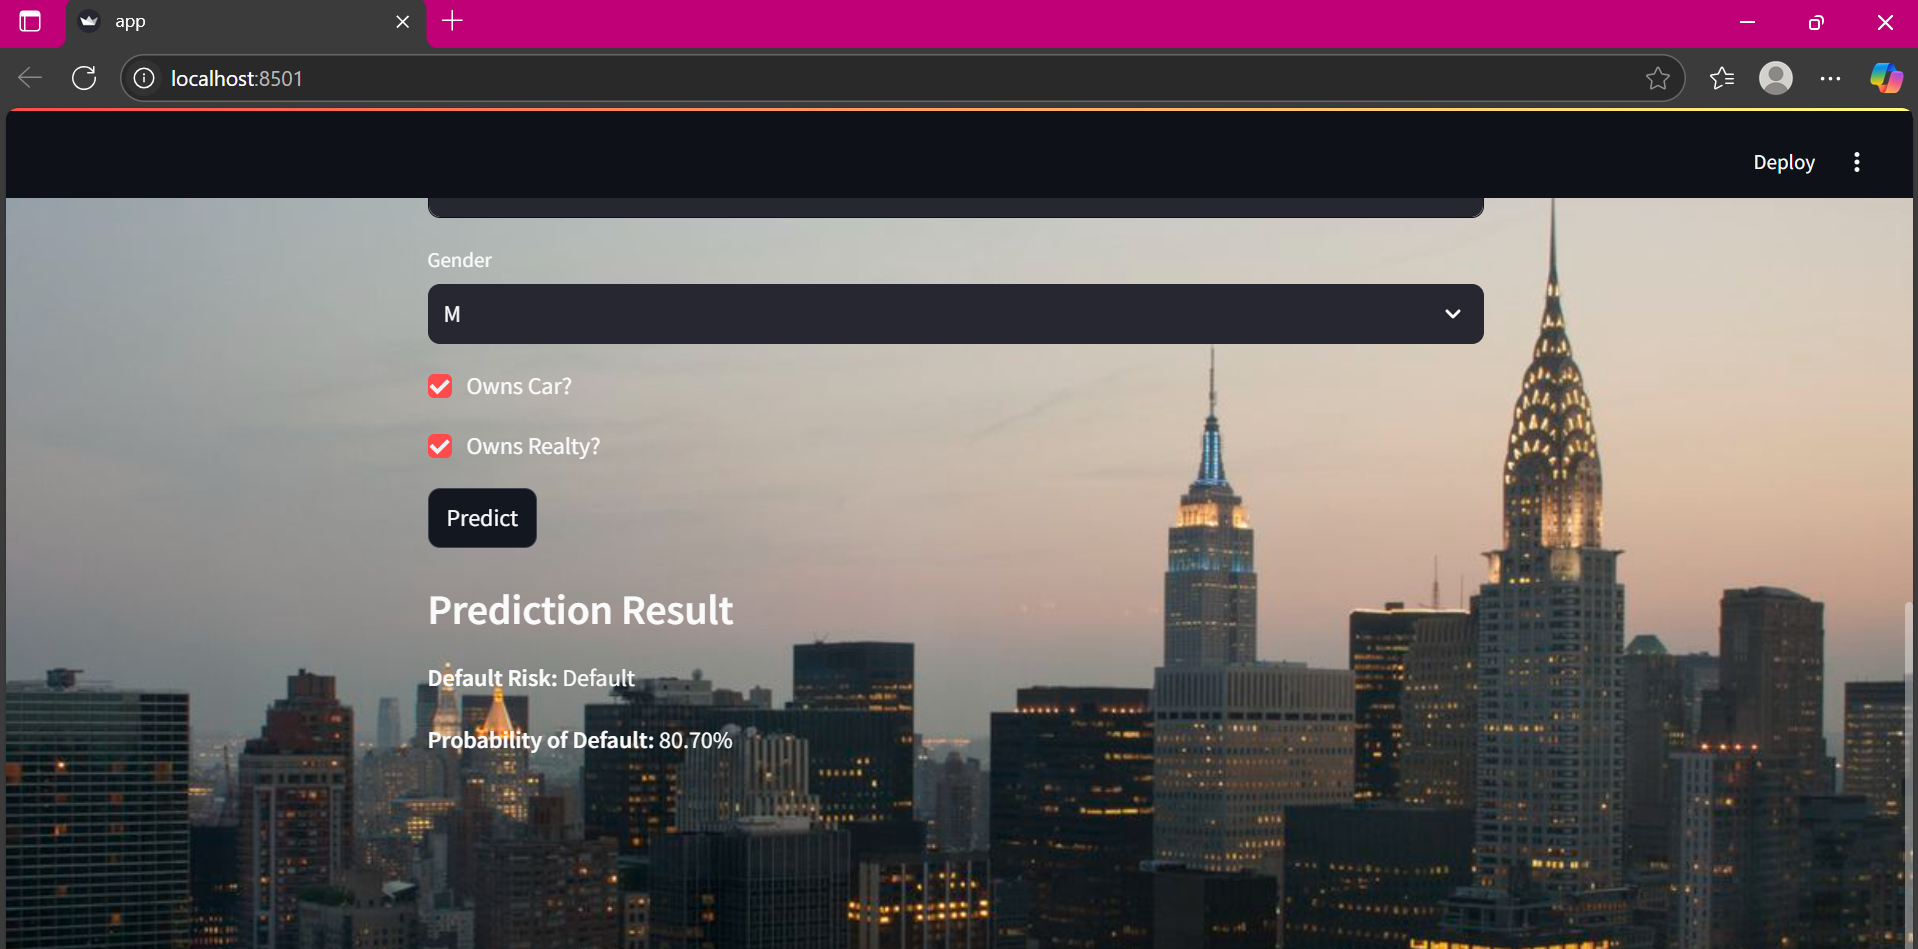 app
localhost:8501
Deploy
Gender
M
Owns Car?
Owns Realty?
Predict
Prediction Result
Default Risk: Default
Probability of Default: 80.70%